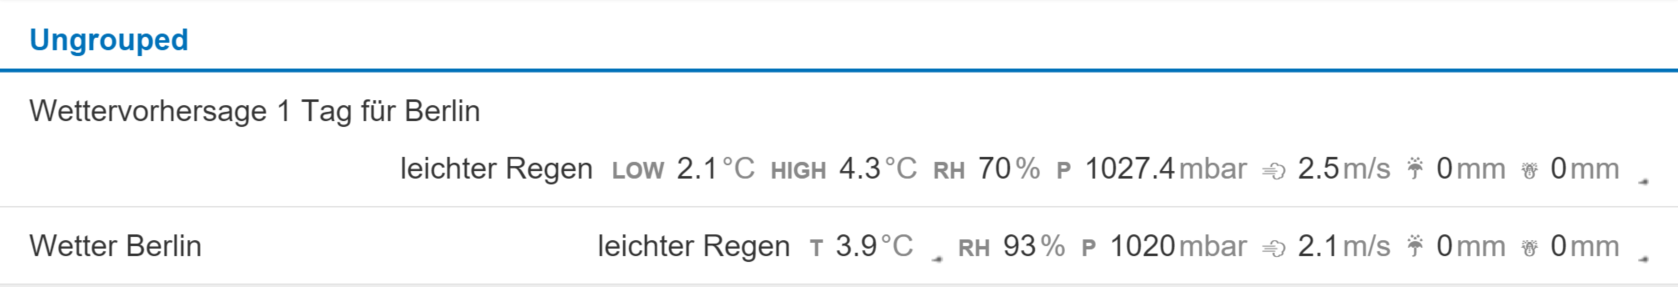 Ungrouped
Wettervorhersage 1 Tag für Berlin
leichter Regen LOW 2.1°C HIGH 4.3°C RH 70% P 1027.4mbar 2.5m/s 0mm 0mm
Wetter Berlin leichter Regen T 3.9°C RH 93% P 1020mbar 2.1m/s 0mm 0mm